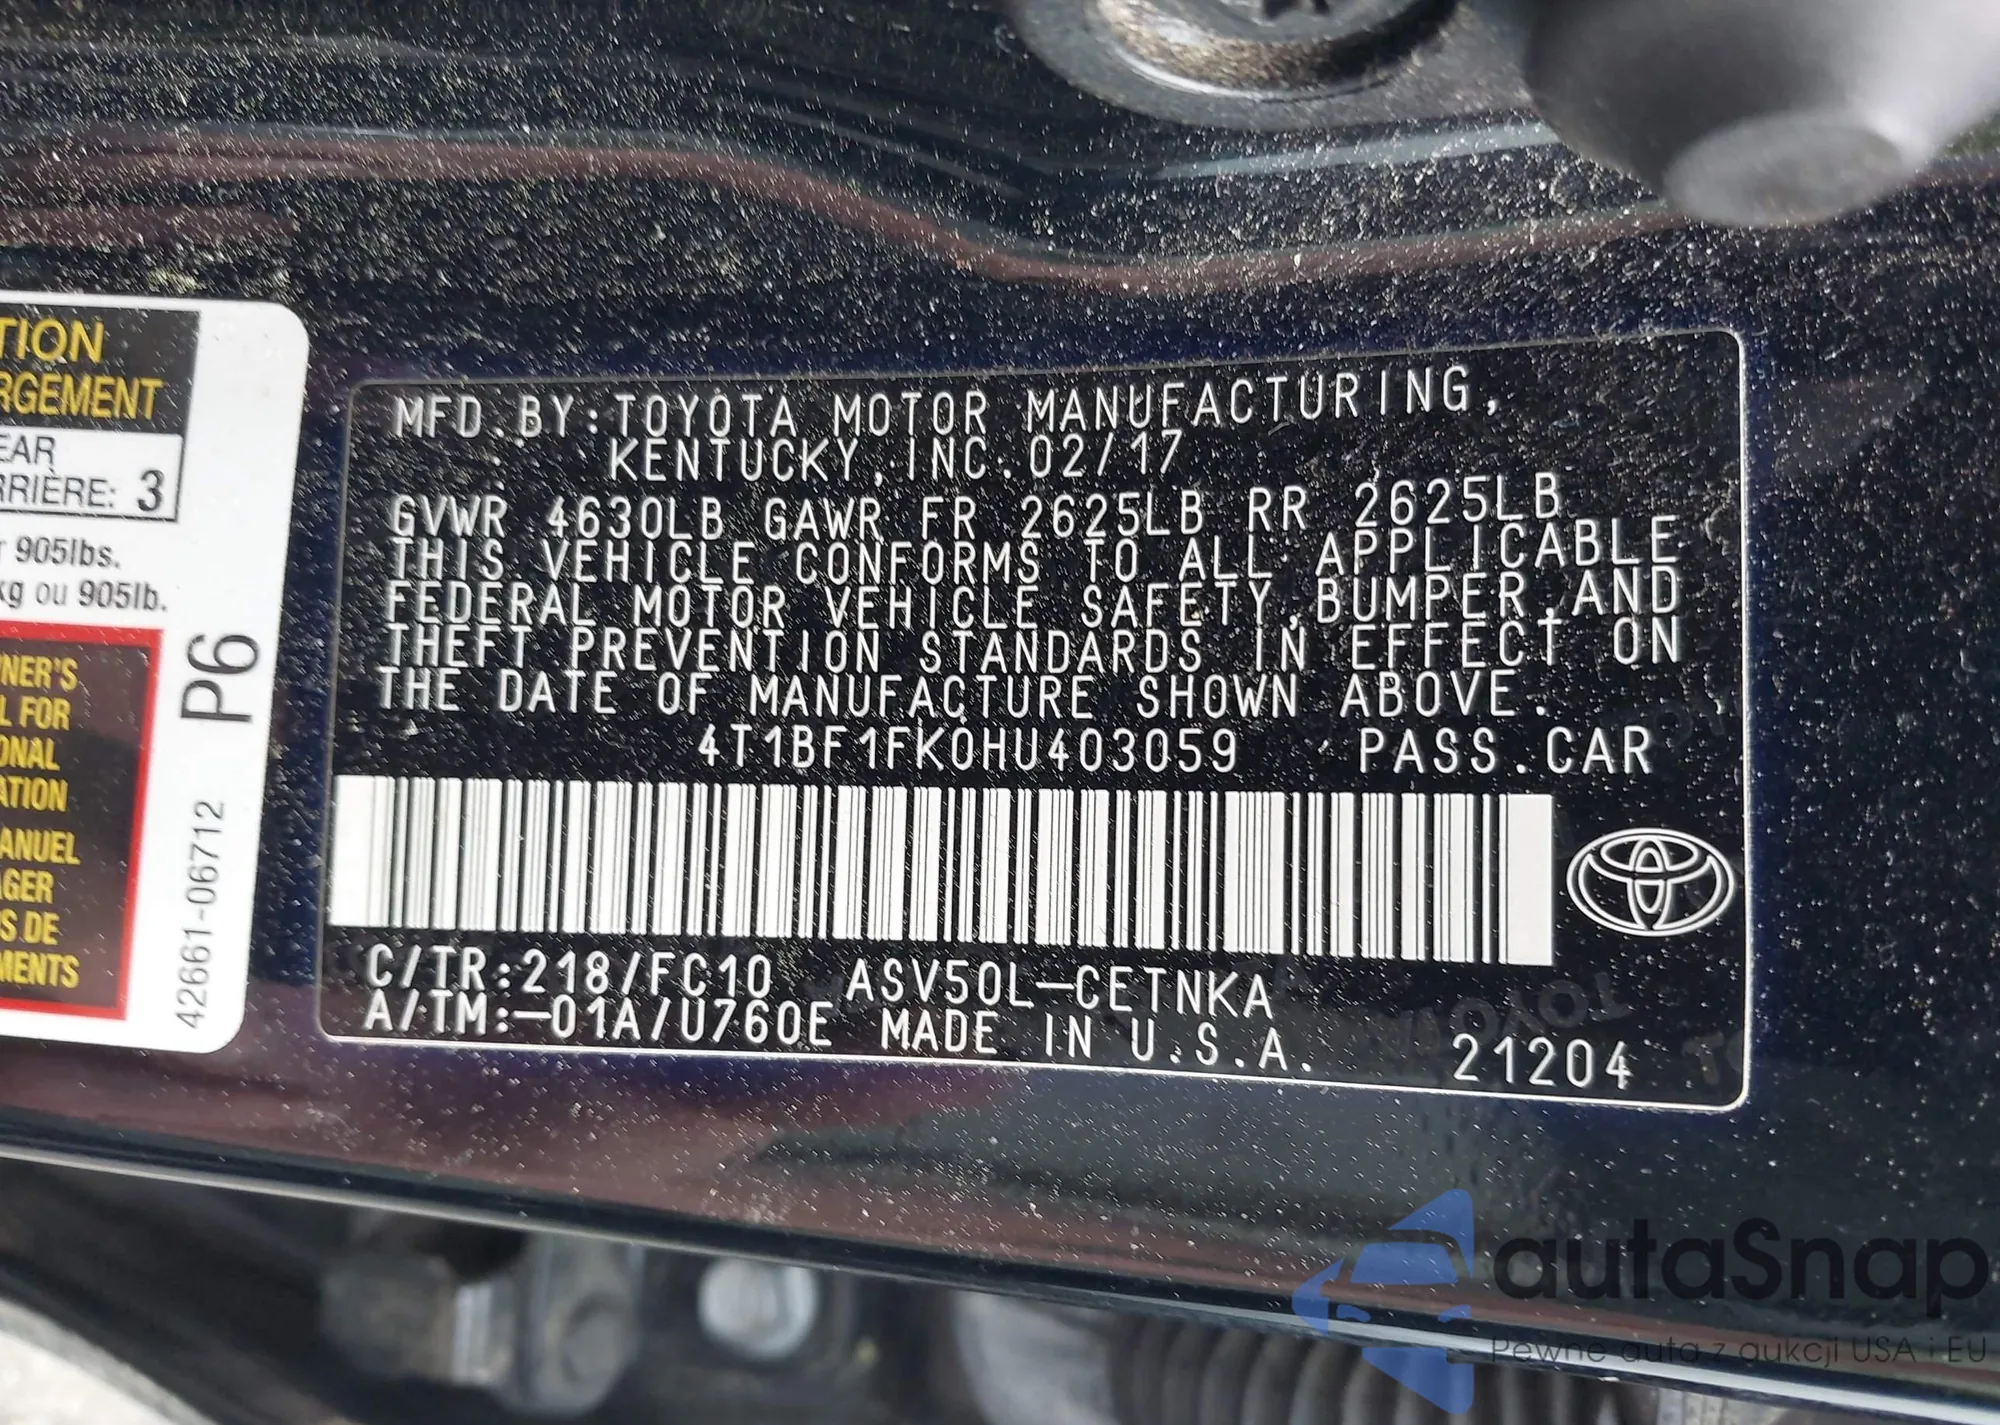 TION
RGEMENT
EAR
RRIÈRE: 3
905lbs.
kg ou 905lb.
NER'S
L FOR
ONAL
ATION
ANUEL
AGER
S DE
MENTS
P6
42661-06712
MFD.BY:TOYOTA MOTOR MANUFACTURING,
KENTUCKY,INC.02/17
GVWR 4630LB GAWR FR 2625LB RR 2625LB
THIS VEHICLE CONFORMS TO ALL APPLICABLE
FEDERAL MOTOR VEHICLE SAFETY,BUMPER,AND
THEFT PREVENTION STANDARDS IN EFFECT ON
THE DATE OF MANUFACTURE SHOWN ABOVE.
4T1BF1FK0HU403059 PASS.CAR
C/TR:218/FC10 ASV50L-CETNKA
A/TM:-01A/U760E MADE IN U.S.A. 21204
autaSnap
Pewne auta z aukcji USA i EU